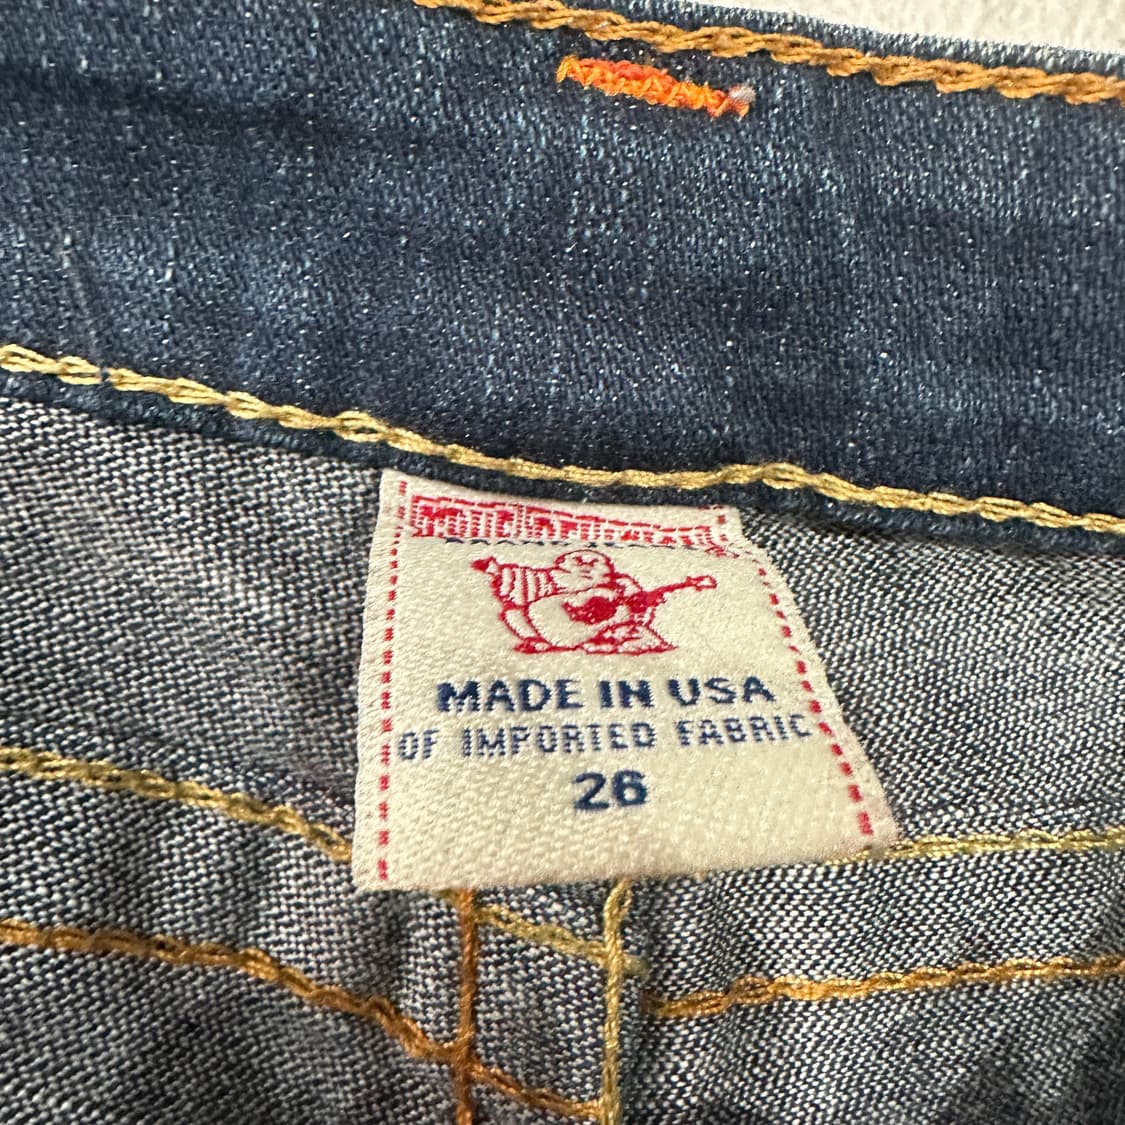 MADE IN USA
OF IMPORTED FABRIC
26